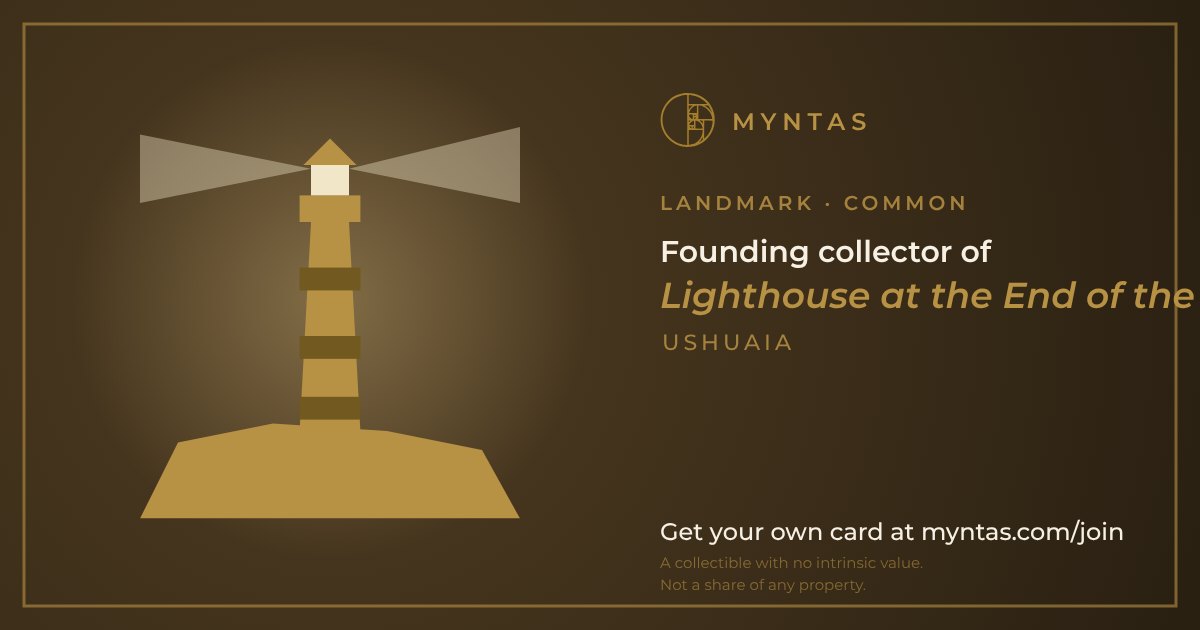 MYNTAS
LANDMARK · COMMON
Founding collector of
Lighthouse at the End of the
USHUAIA
Get your own card at myntas.com/join
A collectible with no intrinsic value.
Not a share of any property.